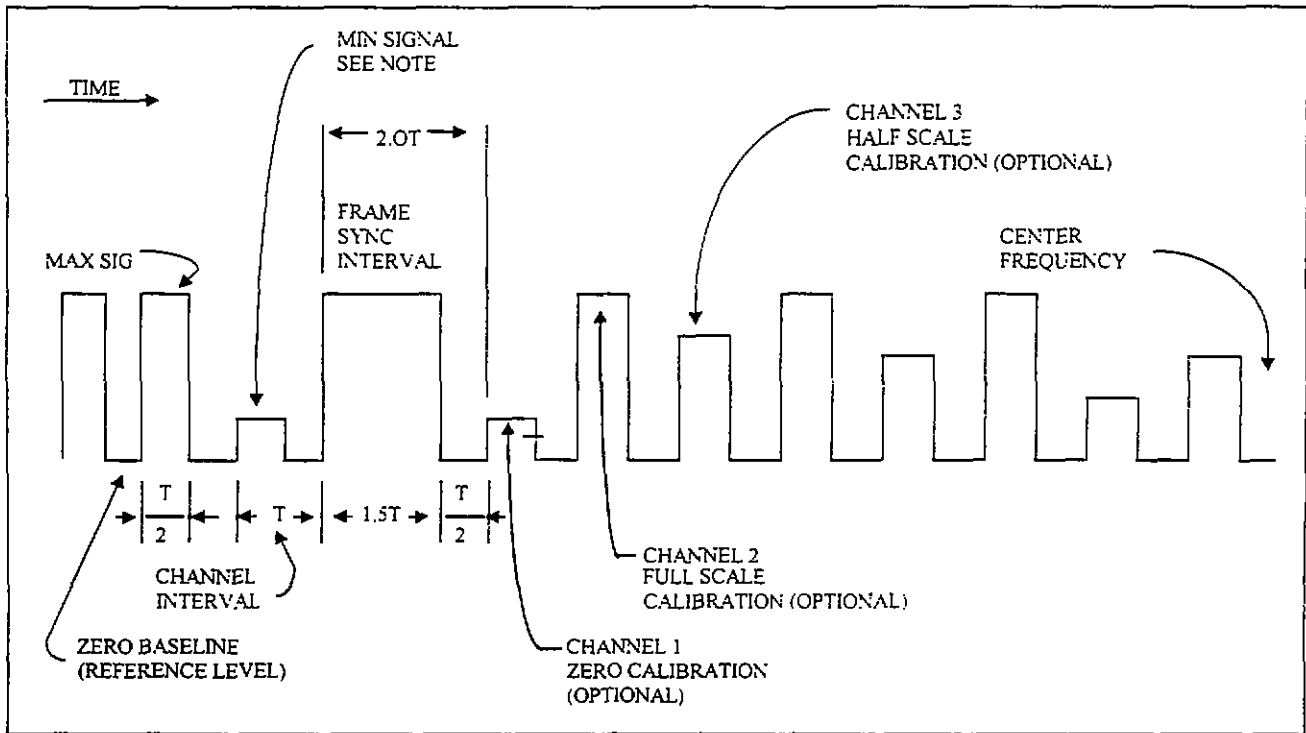 MIN SIGNAL
SEE NOTE
TIME
2.OT
CHANNEL 3
HALF SCALE
CALIBRATION (OPTIONAL)
FRAME
SYNC
INTERVAL
MAX SIG
CENTER
FREQUENCY
T
2
T
1.5T
T
2
CHANNEL
INTERVAL
CHANNEL 2
FULL SCALE
CALIBRATION (OPTIONAL)
ZERO BASELINE
(REFERENCE LEVEL)
CHANNEL 1
ZERO CALIBRATION
(OPTIONAL)